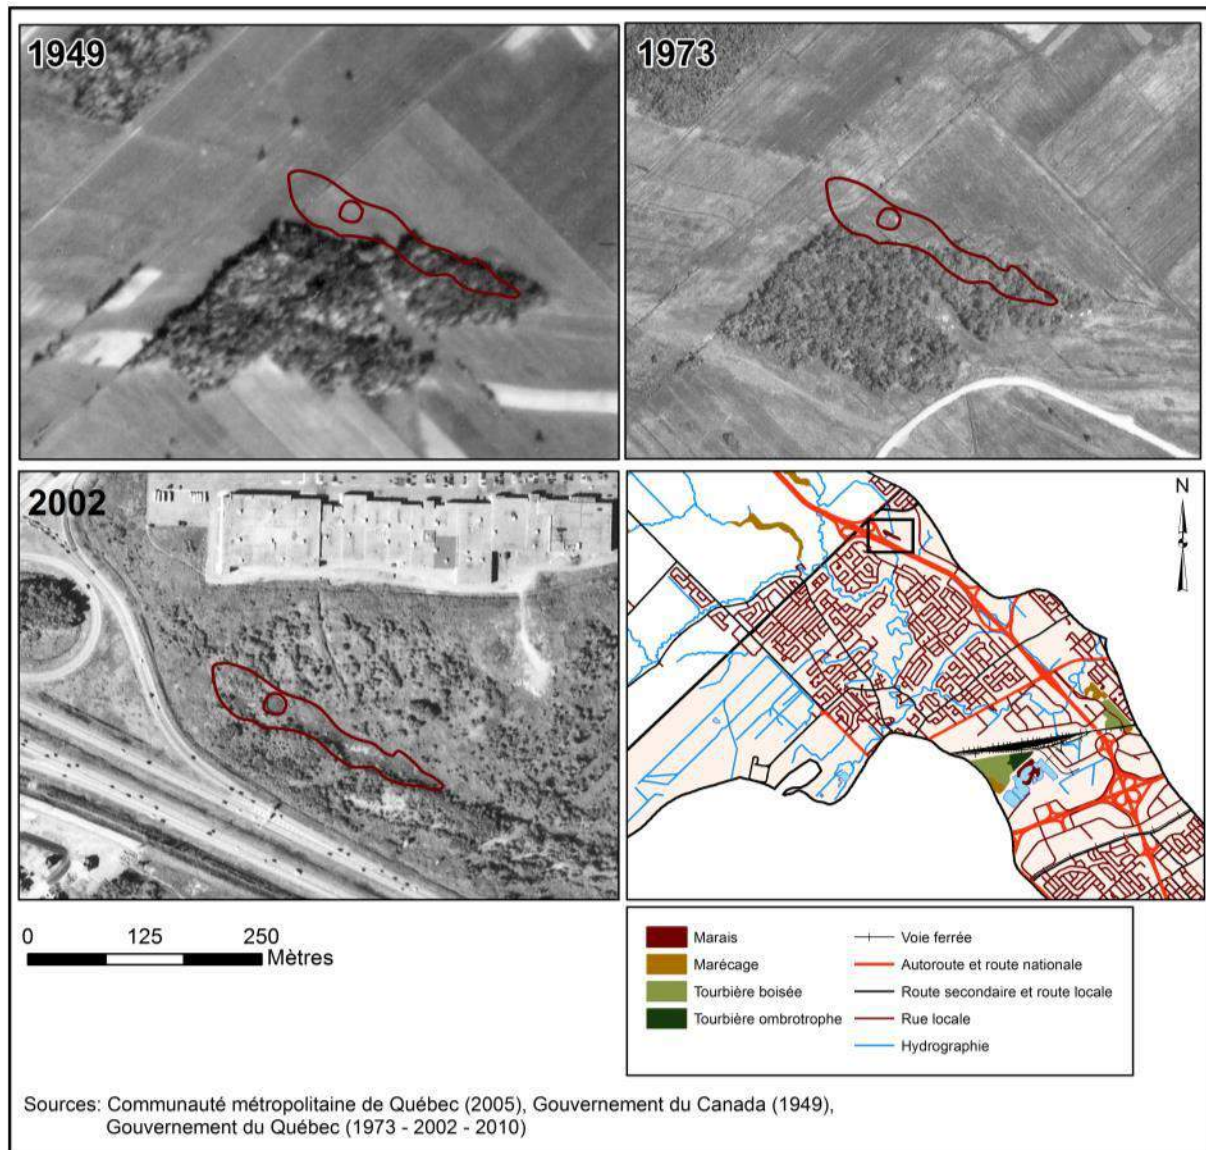 1949
1973
2002
N
0 125 250
Mètres
Marais
Marécage
Tourbière boisée
Tourbière ombrotrophe
Voie ferrée
Autoroute et route nationale
Route secondaire et route locale
Rue locale
Hydrographie
Sources: Communauté métropolitaine de Québec (2005), Gouvernement du Canada (1949),
Gouvernement du Québec (1973 - 2002 - 2010)